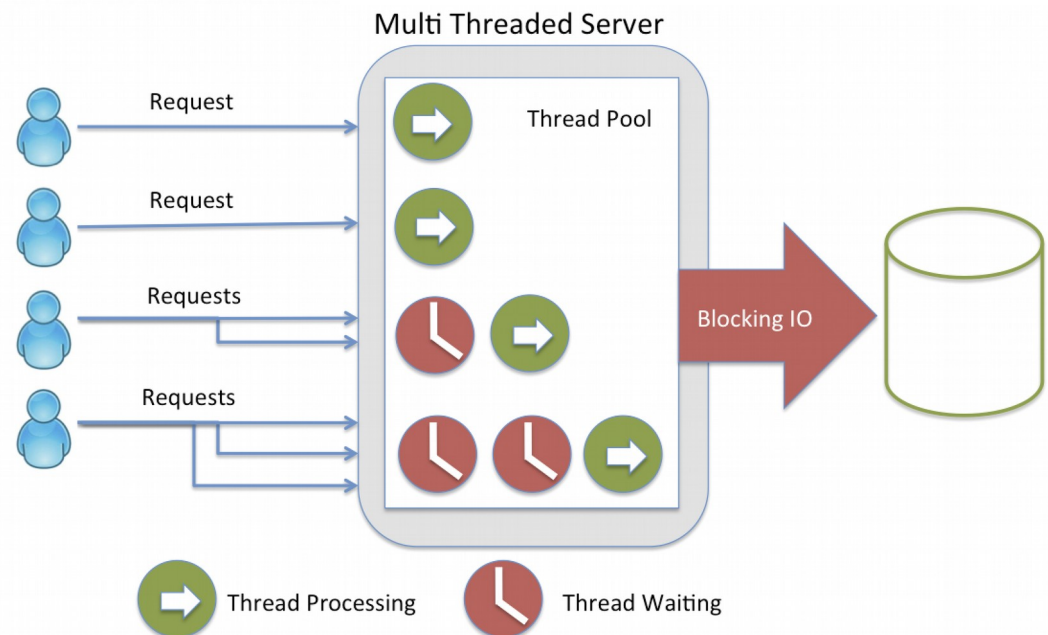 Multi Threaded Server
Request
Thread Pool
Request
Requests
Blocking IO
Requests
Thread Processing
Thread Waiting